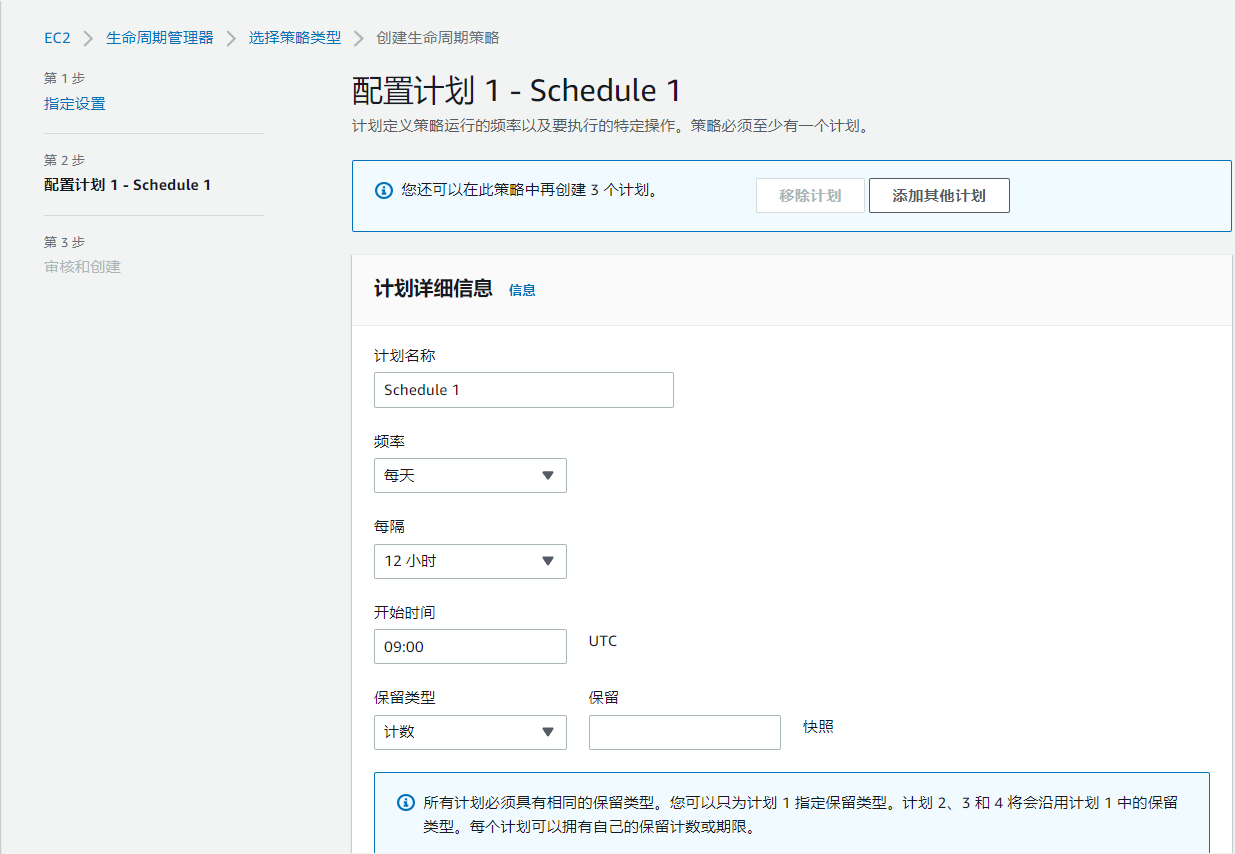 EC2 生命周期管理器 选择策略类型 创建生命周期策略
第 1 步
指定设置
第 2 步
配置计划 1 - Schedule 1
第 3 步
审核和创建
配置计划 1 - Schedule 1
计划定义策略运行的频率以及要执行的特定操作。策略必须至少有一个计划。
您还可以在此策略中再创建 3 个计划。 移除计划 添加其他计划
计划详细信息 信息
计划名称
Schedule 1
频率
每天
每隔
12 小时
开始时间
09:00 UTC
保留类型 保留
计数 快照
所有计划必须具有相同的保留类型。您可以只为计划 1 指定保留类型。计划 2、3 和 4 将会沿用计划 1 中的保留
类型。每个计划可以拥有自己的保留计数或期限。